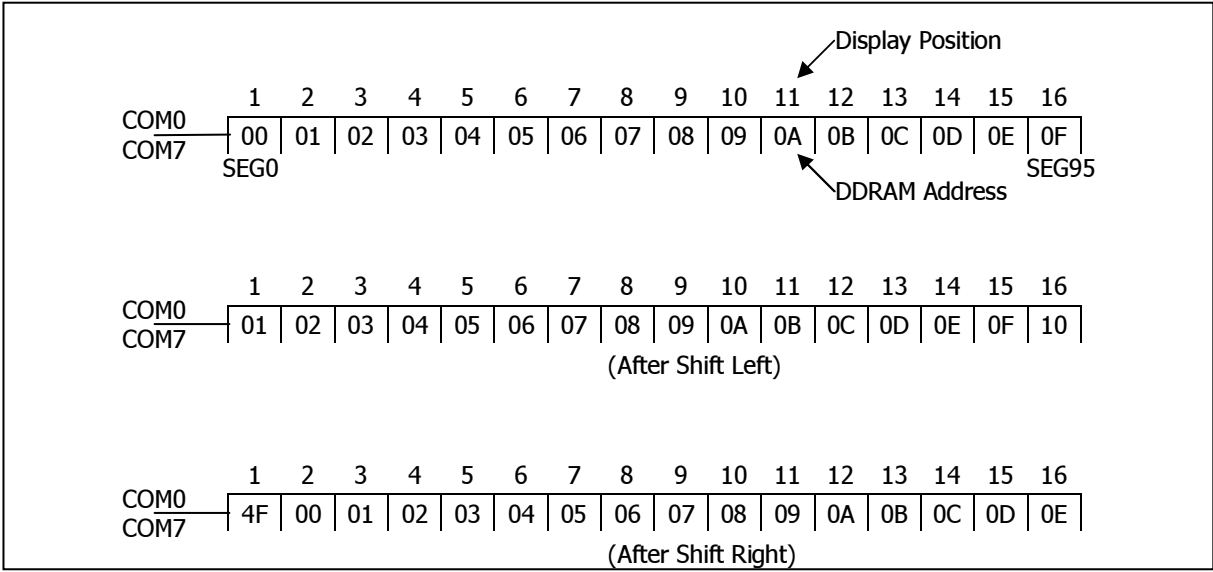 Display Position
1 2 3 4 5 6 7 8 9 10 11 12 13 14 15 16
COM0
00 01 02 03 04 05 06 07 08 09 0A 0B 0C 0D 0E 0F
COM7
SEG0 SEG95
DDRAM Address
1 2 3 4 5 6 7 8 9 10 11 12 13 14 15 16
COM0
01 02 03 04 05 06 07 08 09 0A 0B 0C 0D 0E 0F 10
COM7
(After Shift Left)
1 2 3 4 5 6 7 8 9 10 11 12 13 14 15 16
COM0
4F 00 01 02 03 04 05 06 07 08 09 0A 0B 0C 0D 0E
COM7
(After Shift Right)